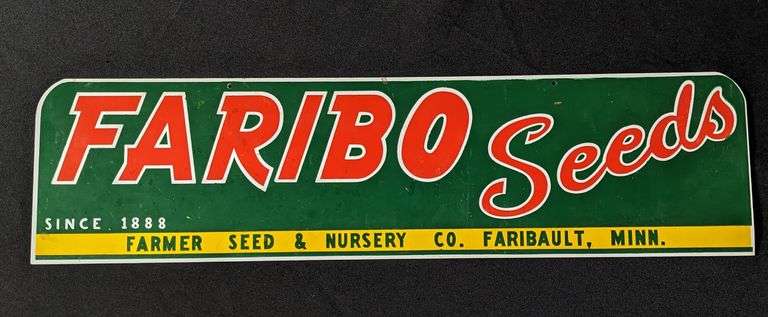 FARIBO Seeds
SINCE 1888
FARMER SEED & NURSERY CO. FARIBAULT, MINN.